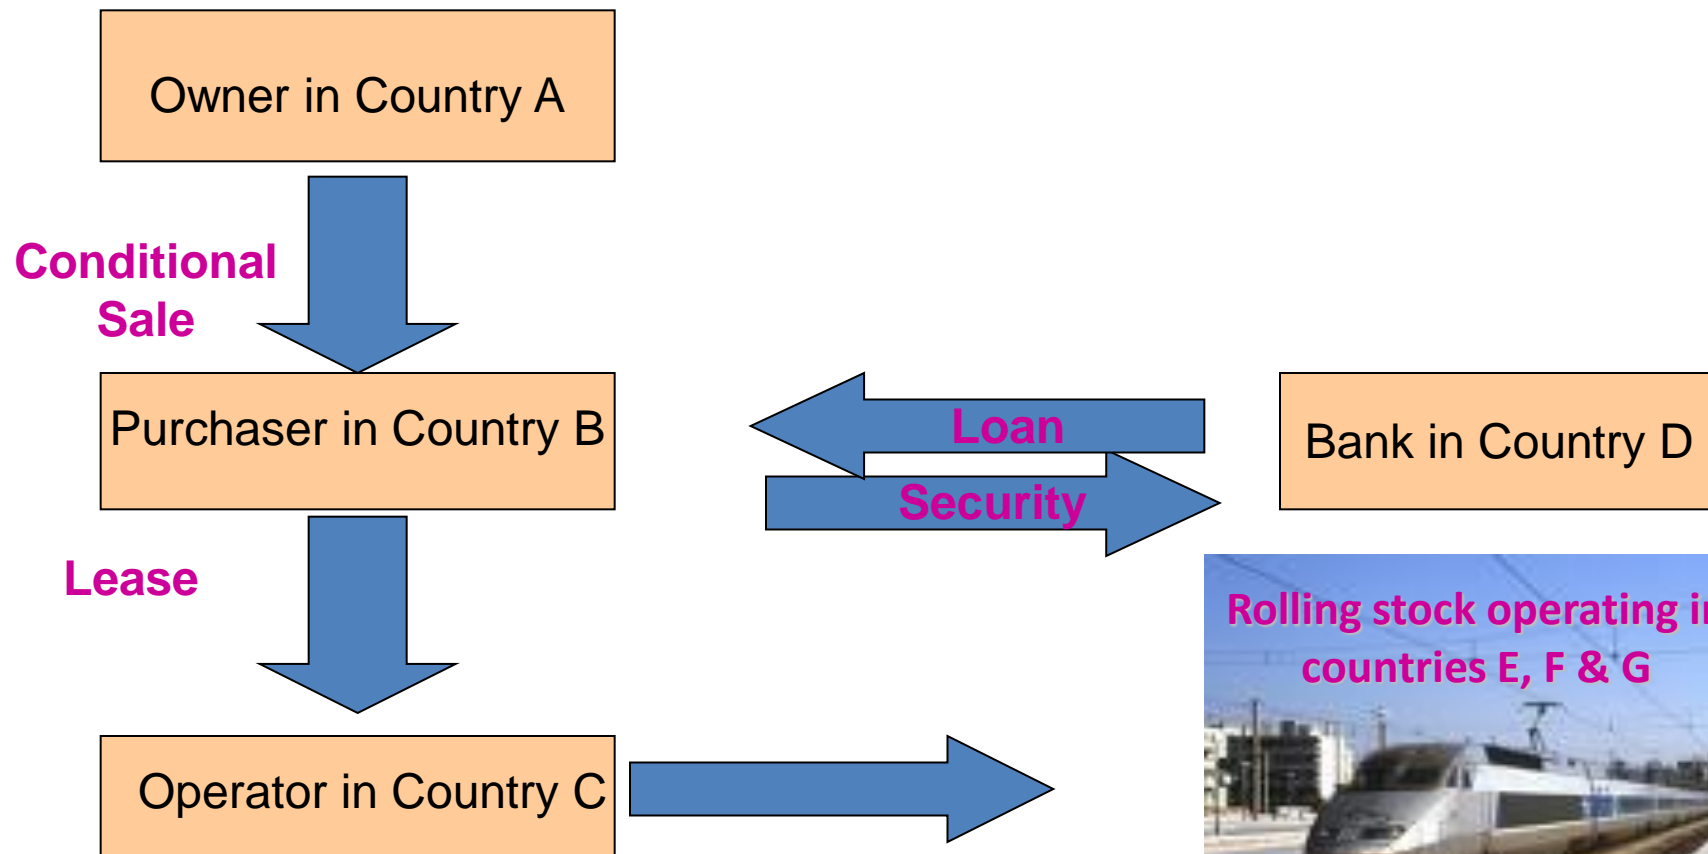 Owner in Country A
Conditional
Sale
Purchaser in Country B
Loan
Security
Bank in Country D
Lease
Rolling stock operating in
countries E, F & G
Operator in Country C